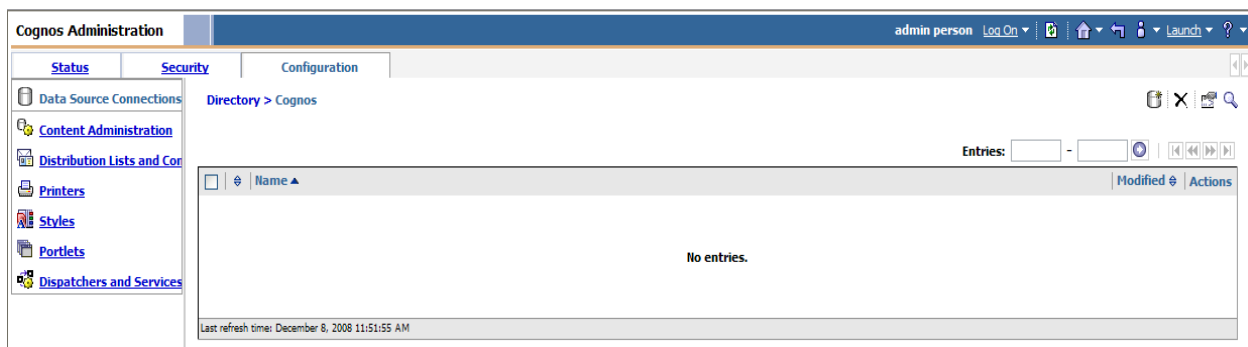 Cognos Administration admin person Log On Launch ?
Status Security Configuration
Data Source Connections Directory > Cognos
Content Administration
Entries: -
Distribution Lists and Con
Name Modified Actions
Printers
Styles
Portlets
No entries.
Dispatchers and Services
Last refresh time: December 8, 2008 11:51:55 AM